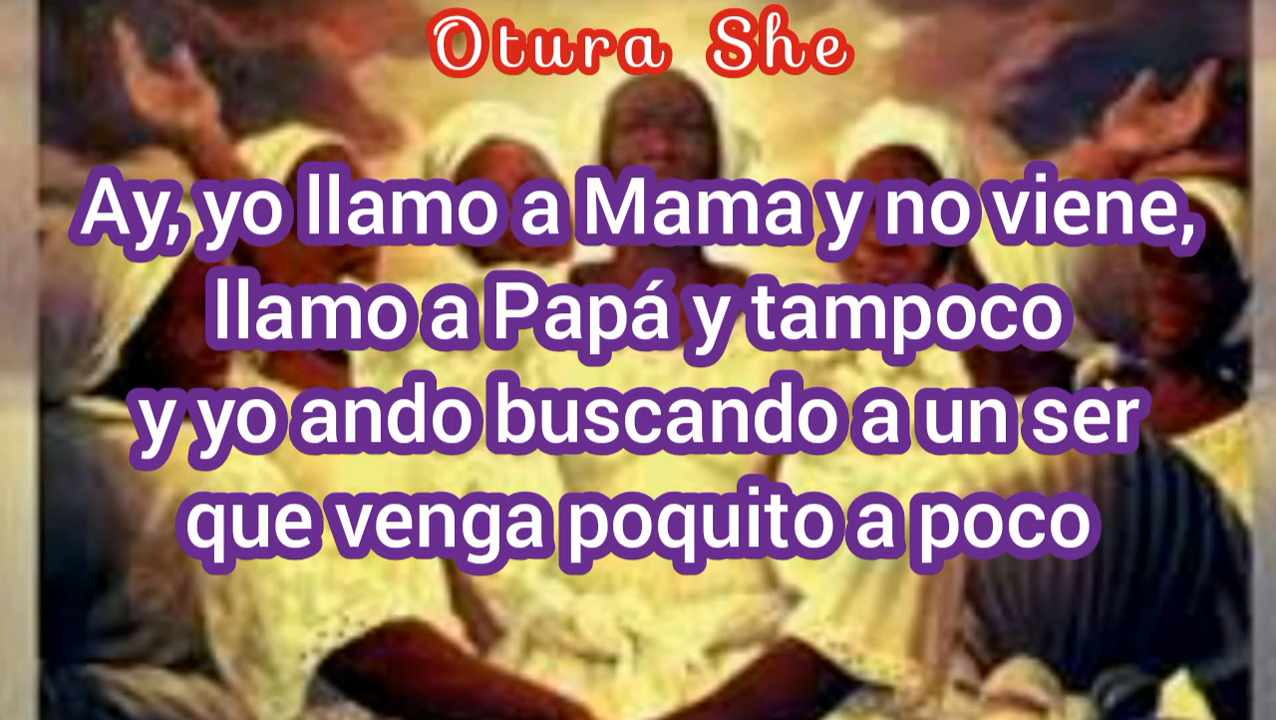 Otura She
Ay, yo llamo a Mama y no viene,
llamo a Papá y tampoco
y yo ando buscando a un ser
que venga poquito a poco